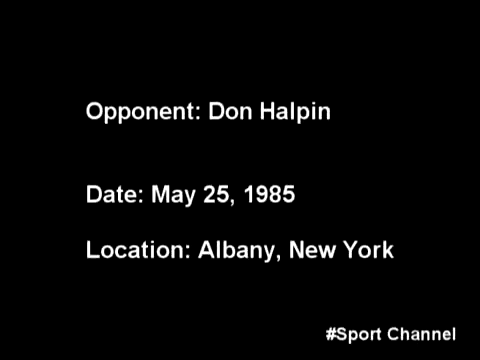 Opponent: Don Halpin
Date: May 25, 1985
Location: Albany, New York
#Sport Channel